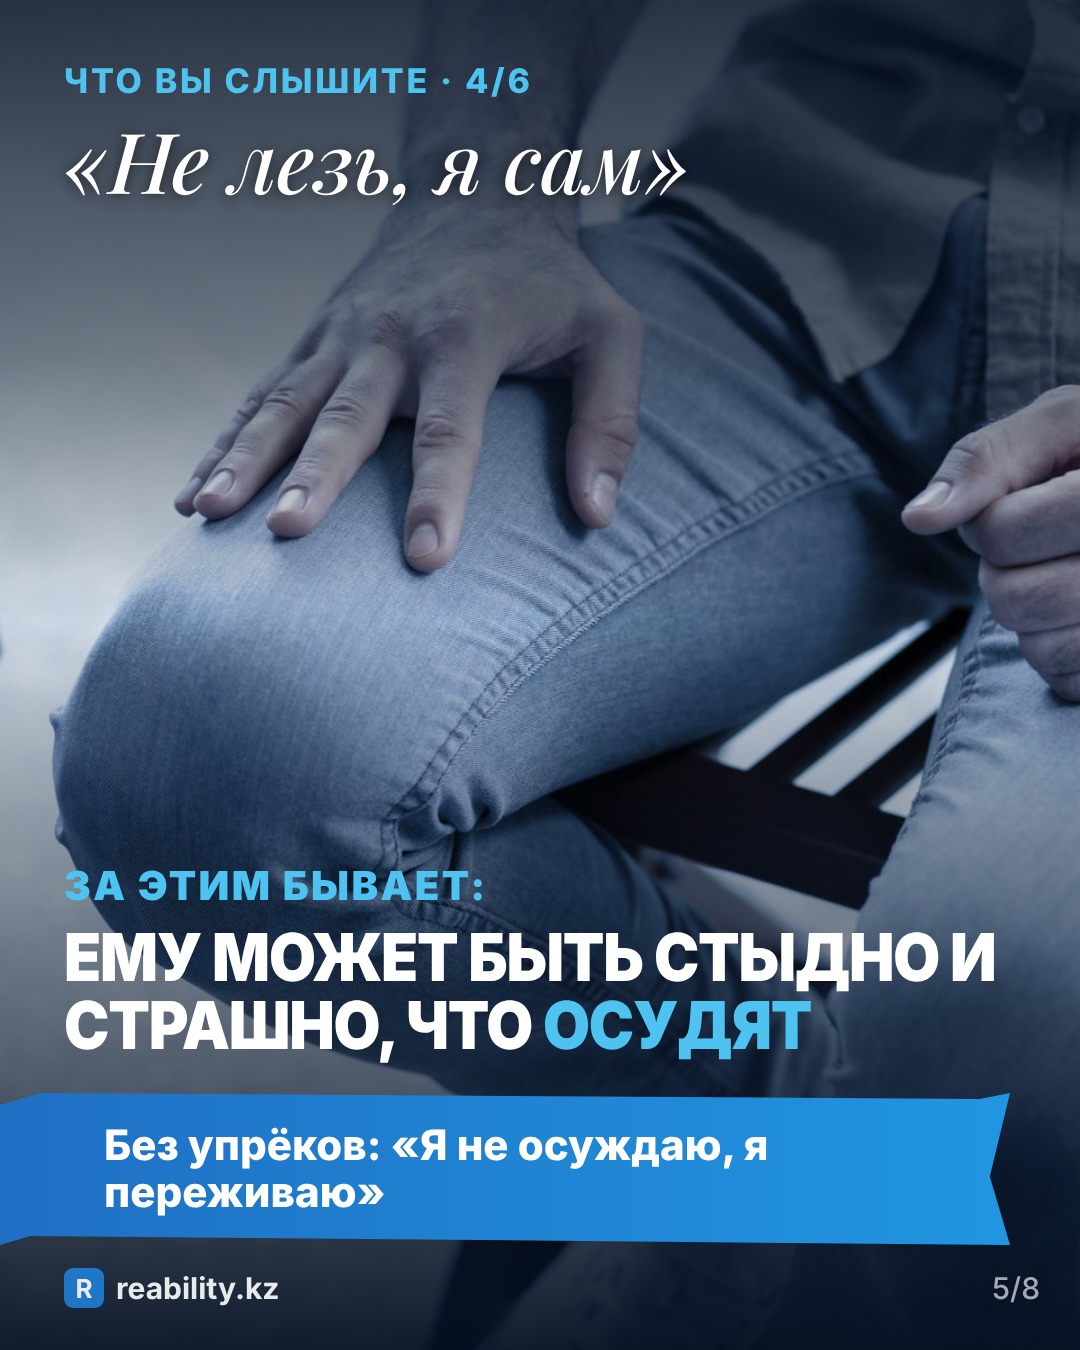 ЧТО ВЫ СЛЫШИТЕ · 4/6
«Не лезь, я сам»
ЗА ЭТИМ БЫВАЕТ:
ЕМУ МОЖЕТ БЫТЬ СТЫДНО И
СТРАШНО, ЧТО ОСУДЯТ
Без упрёков: «Я не осуждаю, я
переживаю»
R reability.kz
5/8